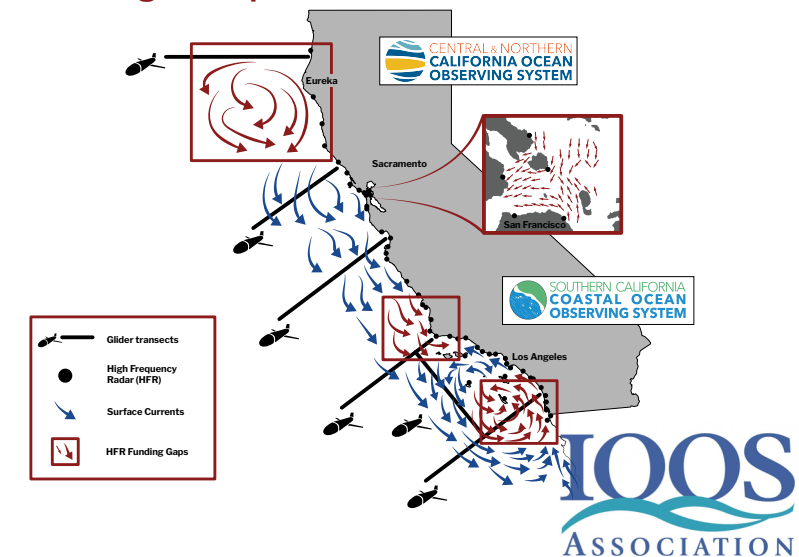 CENTRAL & NORTHERN
CALIFORNIA OCEAN
OBSERVING SYSTEM
Eureka
Sacramento
San Francisco
SOUTHERN CALIFORNIA
COASTAL OCEAN
OBSERVING SYSTEM
Los Angeles
Glider transects
High Frequency
Radar (HFR)
Surface Currents
HFR Funding Gaps
IOOS
ASSOCIATION